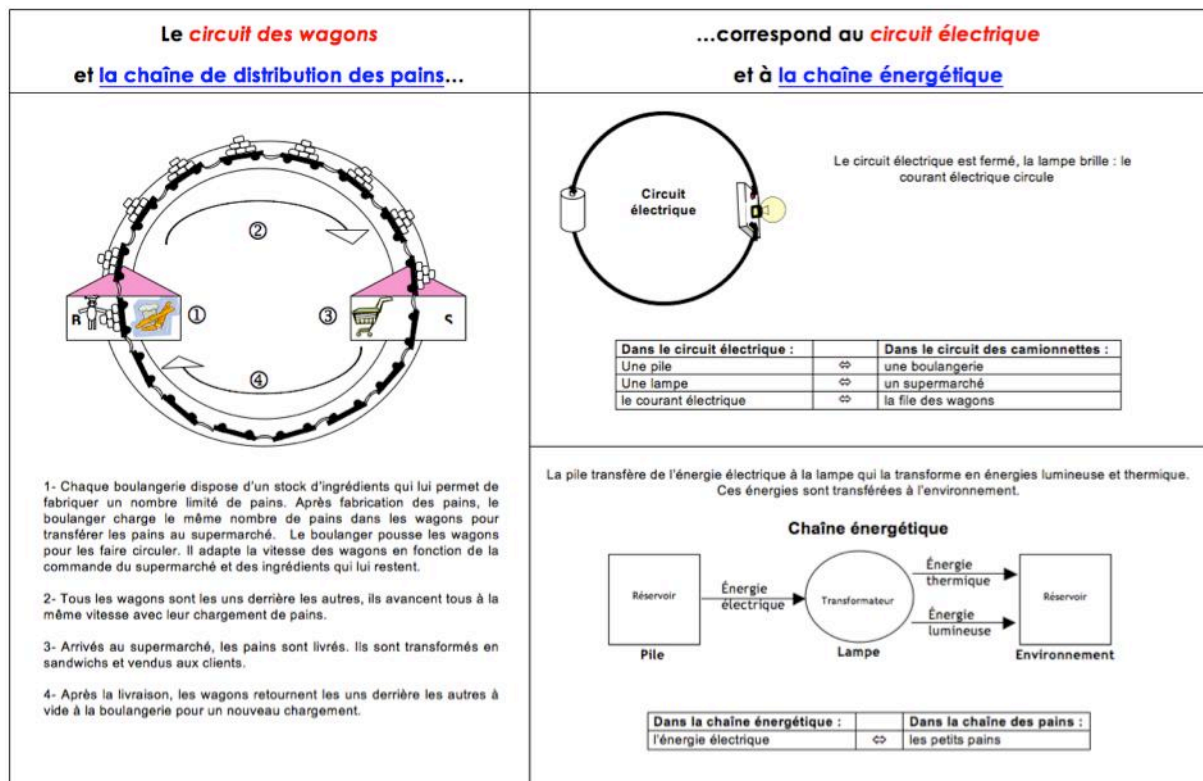 Le circuit des wagons
et la chaîne de distribution des pains...
②
①
③
④
B
S
1- Chaque boulangerie dispose d'un stock d'ingrédients qui lui permet de
fabriquer un nombre limité de pains. Après fabrication des pains, le
boulanger charge le même nombre de pains dans les wagons pour
transférer les pains au supermarché. Le boulanger pousse les wagons
pour les faire circuler. Il adapte la vitesse des wagons en fonction de la
commande du supermarché et des ingrédients qui lui restent.
2- Tous les wagons sont les uns derrière les autres, ils avancent tous à la
même vitesse avec leur chargement de pains.
3- Arrivés au supermarché, les pains sont livrés. Ils sont transformés en
sandwichs et vendus aux clients.
4- Après la livraison, les wagons retournent les uns derrière les autres à
vide à la boulangerie pour un nouveau chargement.
...correspond au circuit électrique
et à la chaîne énergétique
Circuit
électrique
Le circuit électrique est fermé, la lampe brille : le
courant électrique circule
Dans le circuit électrique : Dans le circuit des camionnettes :
Une pile ⇔ une boulangerie
Une lampe ⇔ un supermarché
le courant électrique ⇔ la file des wagons
La pile transfère de l'énergie électrique à la lampe qui la transforme en énergies lumineuse et thermique.
Ces énergies sont transférées à l'environnement.
Chaîne énergétique
Réservoir
Énergie
électrique
Transformateur
Énergie
thermique
Énergie
lumineuse
Réservoir
Pile
Lampe
Environnement
Dans la chaîne énergétique : Dans la chaîne des pains :
l'énergie électrique ⇔ les petits pains